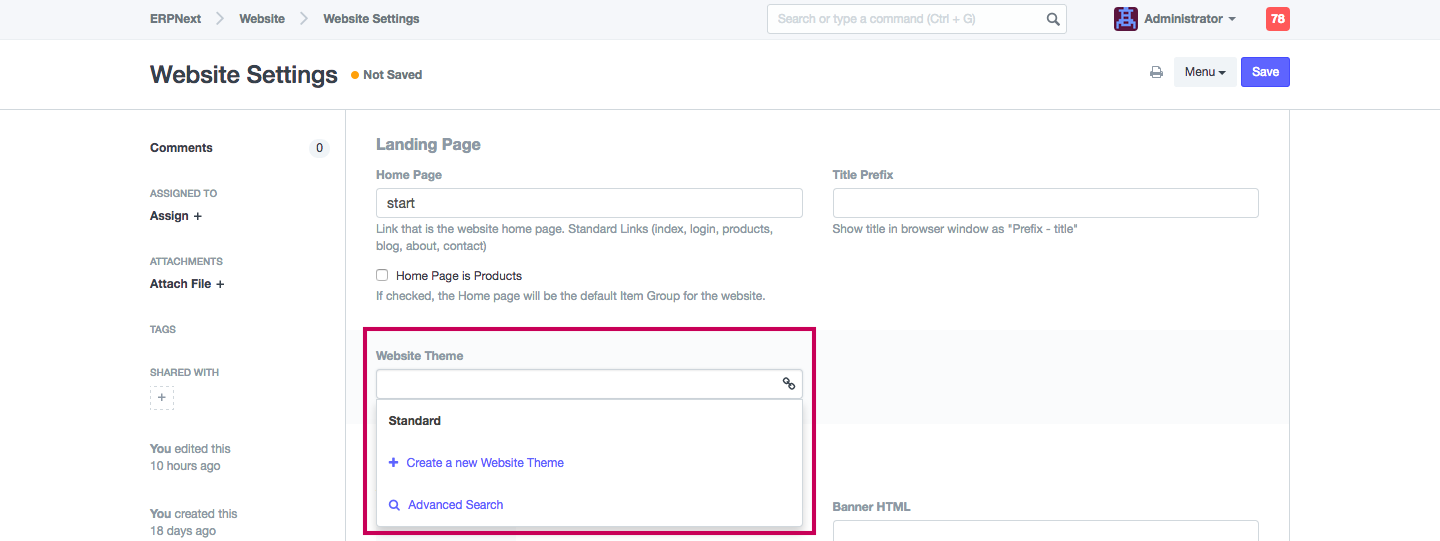 ERPNext Website Website Settings
Search or type a command (Ctrl + G)
Administrator
78
Website Settings
Not Saved
Menu
Save
Comments
0
ASSIGNED TO
Assign +
ATTACHMENTS
Attach File +
TAGS
SHARED WITH
+
You edited this
10 hours ago
You created this
18 days ago
Landing Page
Home Page
start
Link that is the website home page. Standard Links (index, login, products,
blog, about, contact)
Home Page is Products
If checked, the Home page will be the default Item Group for the website.
Title Prefix
Show title in browser window as "Prefix - title"
Website Theme
Standard
+ Create a new Website Theme
Advanced Search
Banner HTML